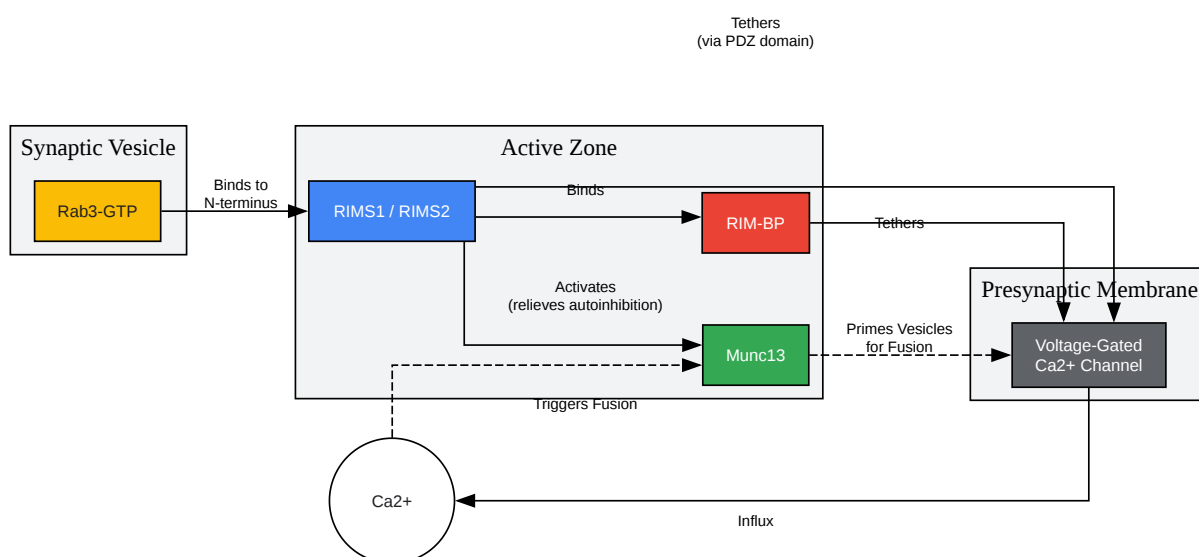 Tethers
(via PDZ domain)
Synaptic Vesicle
Active Zone
Rab3-GTP
Binds to
N-terminus
RIMS1 / RIMS2
Binds
RIM-BP
Tethers
Presynaptic Membrane
Activates
(relieves autoinhibition)
Munc13
Primes Vesicles
for Fusion
Voltage-Gated
Ca2+ Channel
Triggers Fusion
Ca2+
Influx